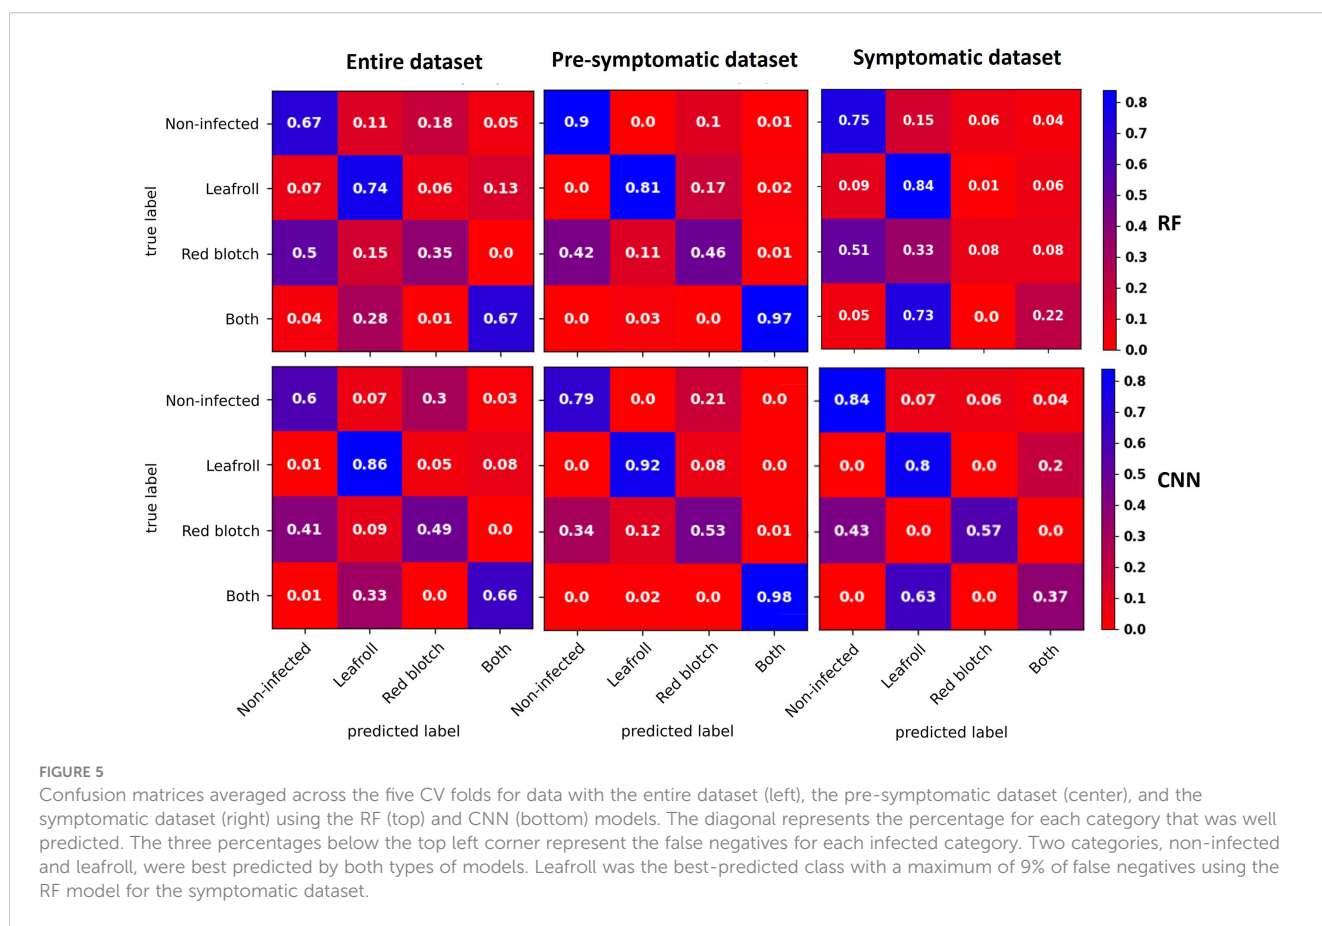 Entire dataset Pre-symptomatic dataset Symptomatic dataset
Non-infected 0.67 0.11 0.18 0.05 0.9 0.0 0.1 0.01 0.75 0.15 0.06 0.04
Leafroll 0.07 0.74 0.06 0.13 0.0 0.81 0.17 0.02 0.09 0.84 0.01 0.06
Red blotch 0.5 0.15 0.35 0.0 0.42 0.11 0.46 0.01 0.51 0.33 0.08 0.08
Both 0.04 0.28 0.01 0.67 0.0 0.03 0.0 0.97 0.05 0.73 0.0 0.22
true label
0.8
0.7
0.6
0.5
0.4
0.3
0.2
0.1
0.0
RF
Non-infected 0.6 0.07 0.3 0.03 0.79 0.0 0.21 0.0 0.84 0.07 0.06 0.04
Leafroll 0.01 0.86 0.05 0.08 0.0 0.92 0.08 0.0 0.0 0.8 0.0 0.2
Red blotch 0.41 0.09 0.49 0.0 0.34 0.12 0.53 0.01 0.43 0.0 0.57 0.0
Both 0.01 0.33 0.0 0.66 0.0 0.02 0.0 0.98 0.0 0.63 0.0 0.37
true label
0.8
0.7
0.6
0.5
0.4
0.3
0.2
0.1
0.0
CNN
Non-infected Leafroll Red blotch Both Non-infected Leafroll Red blotch Both Non-infected Leafroll Red blotch Both
predicted label predicted label predicted label
FIGURE 5
Confusion matrices averaged across the five CV folds for data with the entire dataset (left), the pre-symptomatic dataset (center), and the
symptomatic dataset (right) using the RF (top) and CNN (bottom) models. The diagonal represents the percentage for each category that was well
predicted. The three percentages below the top left corner represent the false negatives for each infected category. Two categories, non-infected
and leafroll, were best predicted by both types of models. Leafroll was the best-predicted class with a maximum of 9% of false negatives using the
RF model for the symptomatic dataset.